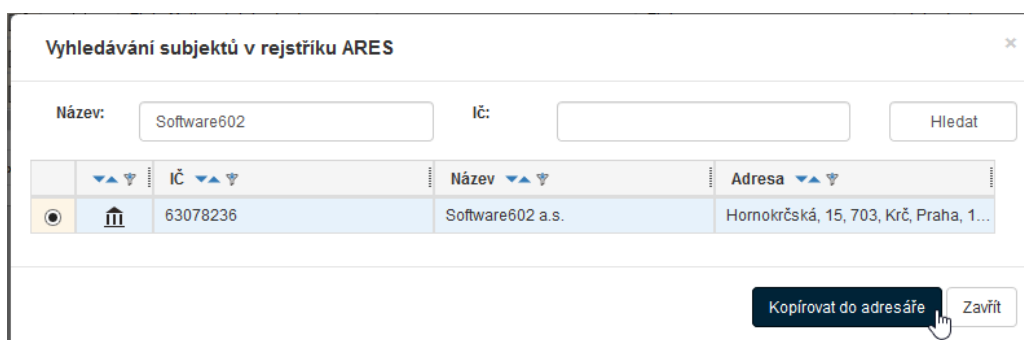 Vyhledávání subjektů v rejstříku ARES ×
Název: Software602 Ič: Hledat
IČ Název Adresa
63078236 Software602 a.s. Hornokrčská, 15, 703, Krč, Praha, 1...
Kopírovat do adresáře Zavřít